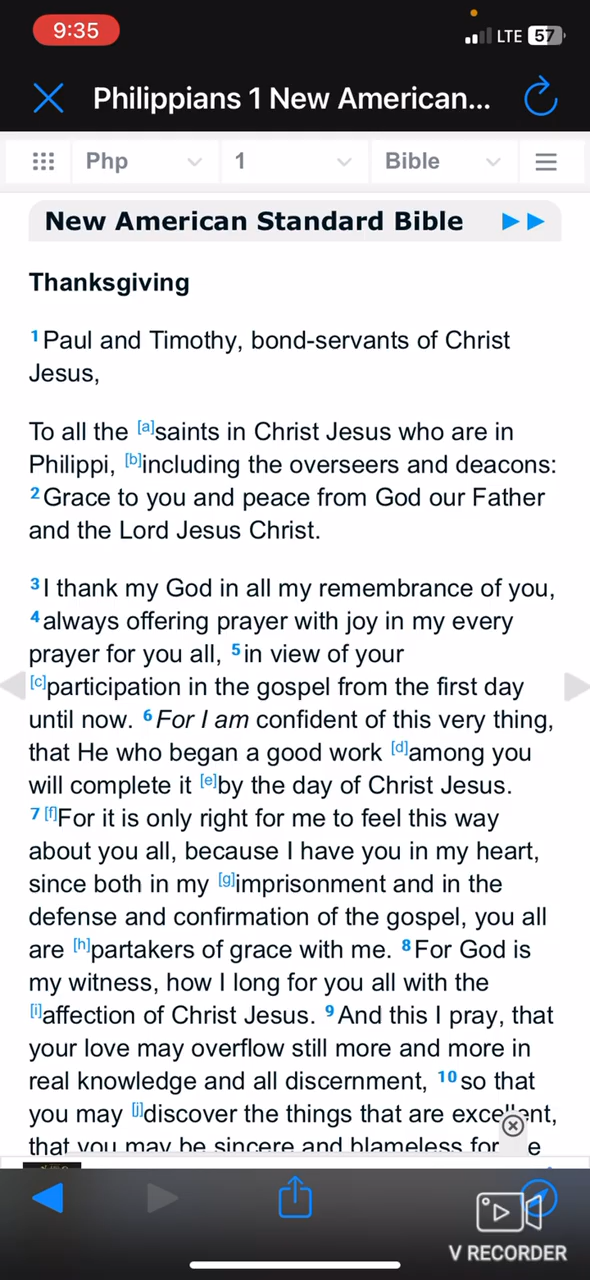 9:35
LTE 57
Philippians 1 New American...
Php 1 Bible
New American Standard Bible
Thanksgiving
1 Paul and Timothy, bond-servants of Christ
Jesus,
To all the [a]saints in Christ Jesus who are in
Philippi, [b]including the overseers and deacons:
2 Grace to you and peace from God our Father
and the Lord Jesus Christ.
3 I thank my God in all my remembrance of you,
4 always offering prayer with joy in my every
prayer for you all, 5 in view of your
[c]participation in the gospel from the first day
until now. 6 For I am confident of this very thing,
that He who began a good work [d]among you
will complete it [e]by the day of Christ Jesus.
7 [f]For it is only right for me to feel this way
about you all, because I have you in my heart,
since both in my [g]imprisonment and in the
defense and confirmation of the gospel, you all
are [h]partakers of grace with me. 8 For God is
my witness, how I long for you all with the
[i]affection of Christ Jesus. 9 And this I pray, that
your love may overflow still more and more in
real knowledge and all discernment, 10 so that
you may [j]discover the things that are excellent,
that you may be sincere and blameless for
V RECORDER